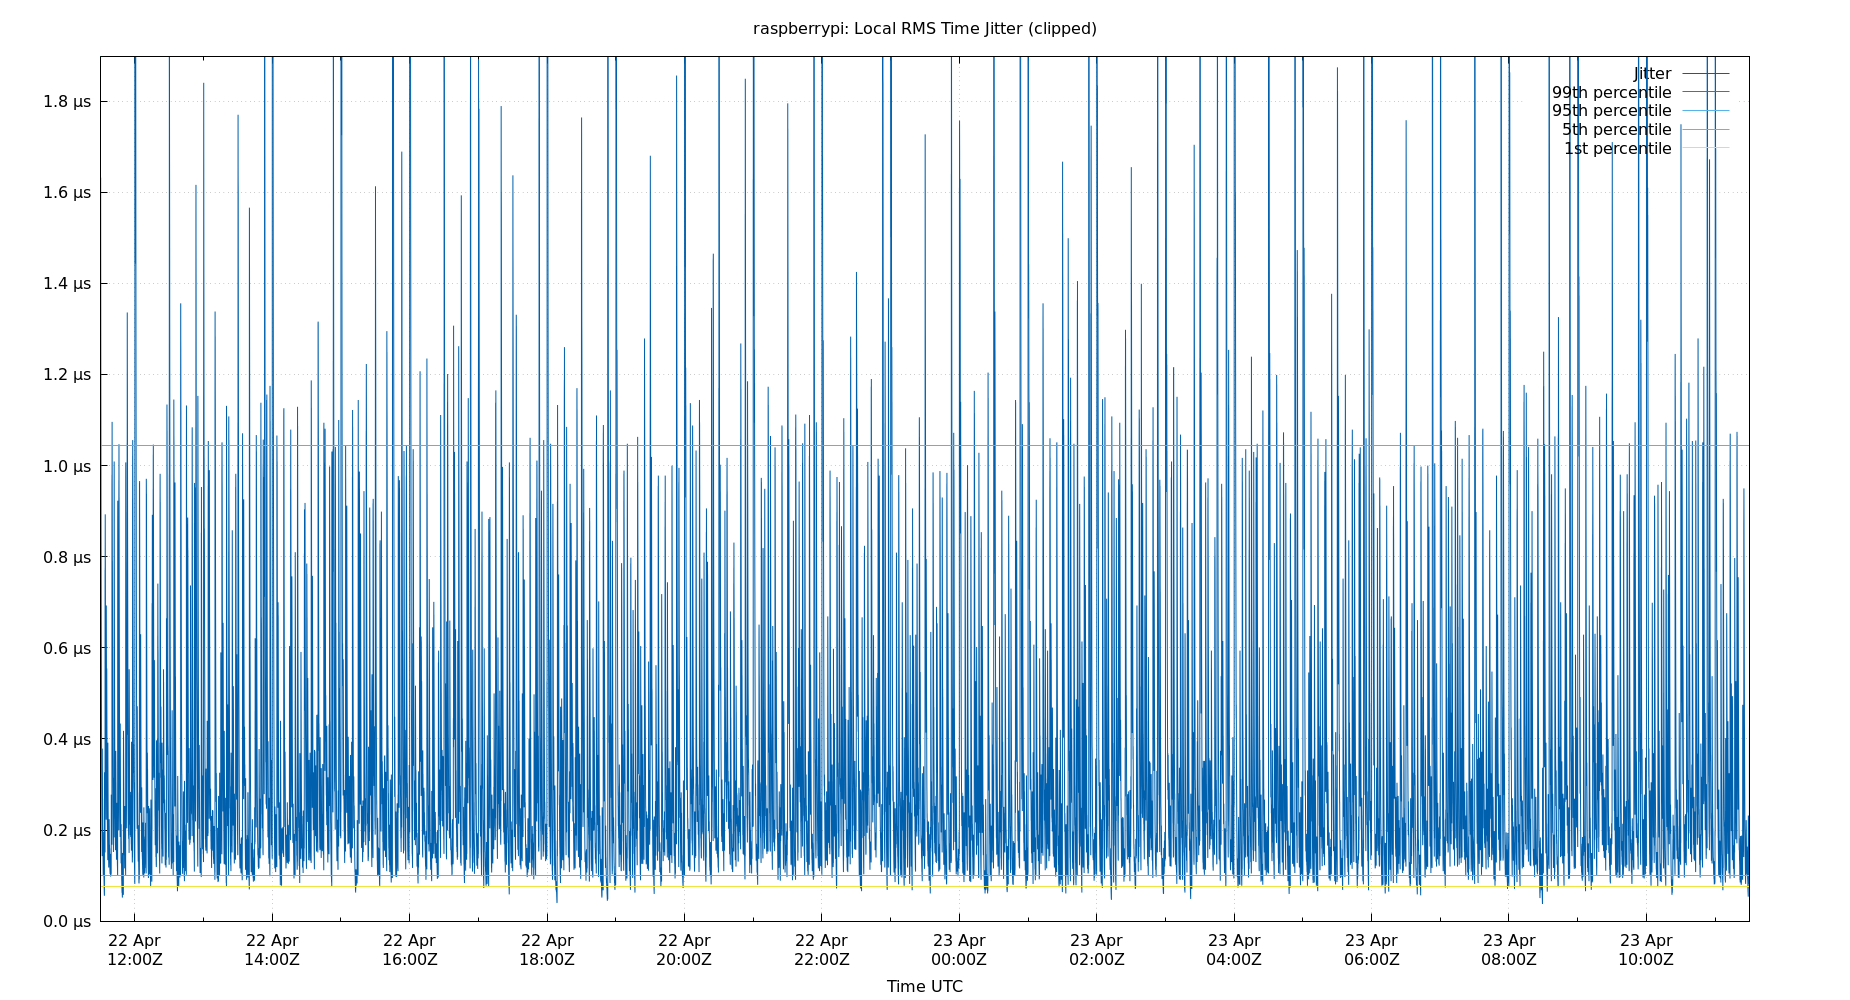 raspberrypi: Local RMS Time Jitter (clipped)
Jitter
99th percentile
95th percentile
5th percentile
1st percentile
1.8 µs
1.6 µs
1.4 µs
1.2 µs
1.0 µs
0.8 µs
0.6 µs
0.4 µs
0.2 µs
0.0 µs
22 Apr 22 Apr 22 Apr 22 Apr 22 Apr 22 Apr 23 Apr 23 Apr 23 Apr 23 Apr 23 Apr 23 Apr
12:00Z 14:00Z 16:00Z 18:00Z 20:00Z 22:00Z 00:00Z 02:00Z 04:00Z 06:00Z 08:00Z 10:00Z
Time UTC